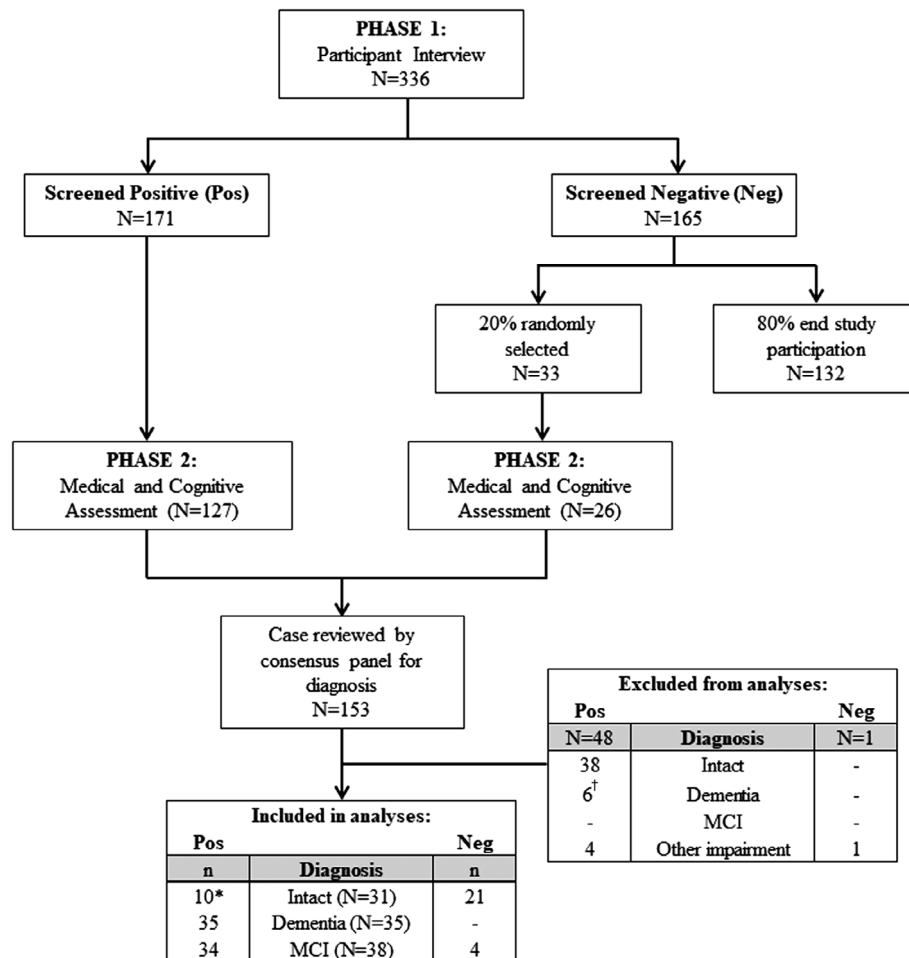 PHASE 1:
Participant Interview
N=336
Screened Positive (Pos)
N=171
Screened Negative (Neg)
N=165
20% randomly
selected
N=33
80% end study
participation
N=132
PHASE 2:
Medical and Cognitive
Assessment (N=127)
PHASE 2:
Medical and Cognitive
Assessment (N=26)
Case reviewed by
consensus panel for
diagnosis
N=153
Excluded from analyses:
Pos Neg
N=48 Diagnosis N=1
38 Intact -
6† Dementia -
- MCI -
4 Other impairment 1
Included in analyses:
Pos Neg
n Diagnosis n
10* Intact (N=31) 21
35 Dementia (N=35) -
34 MCI (N=38) 4